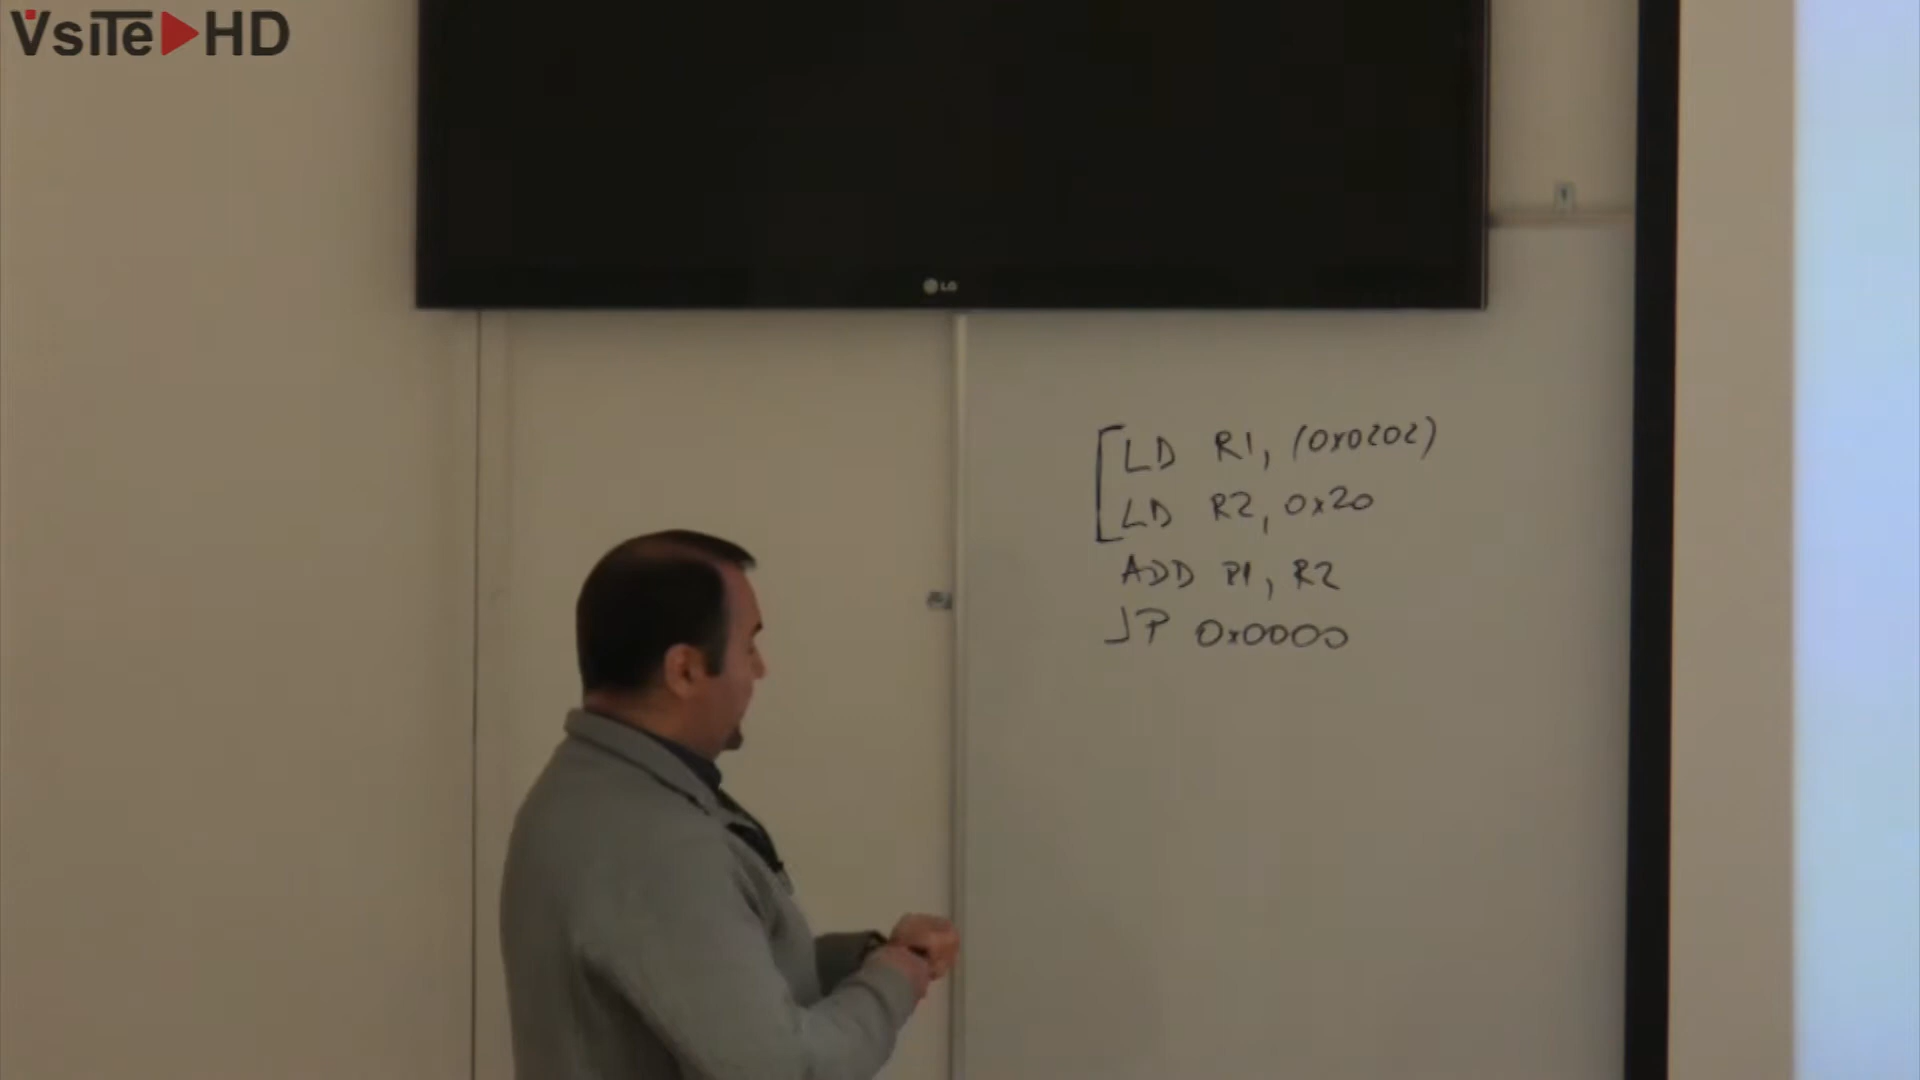 VsiTe HD
LG
LD R1, (0x0202)
LD R2, 0x20
ADD R1, R2
JP 0x0000